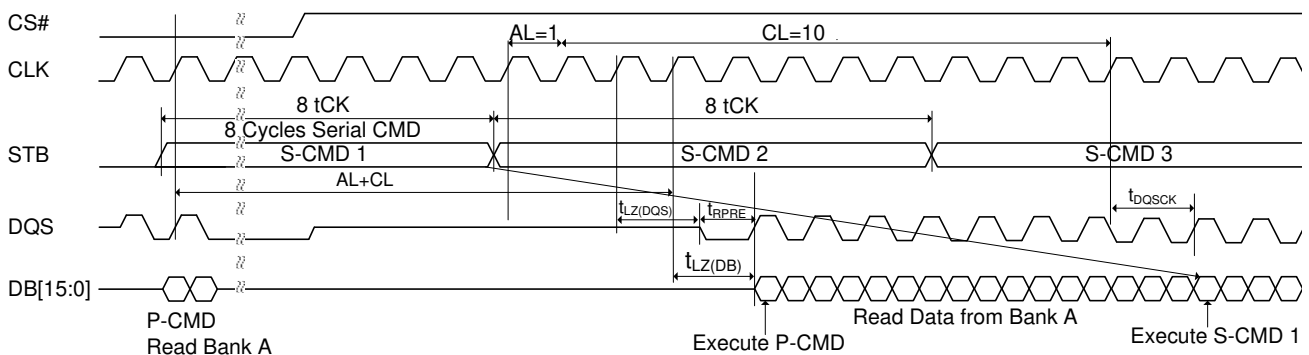 CS#
AL=1
CL=10
CLK
8 tCK
8 tCK
8 Cycles Serial CMD
STB
S-CMD 1
S-CMD 2
S-CMD 3
AL+CL
tLZ(DQS)
tRPRE
tDQSCK
DQS
tLZ(DB)
DB[15:0]
P-CMD
Read Bank A
Execute P-CMD
Read Data from Bank A
Execute S-CMD 1